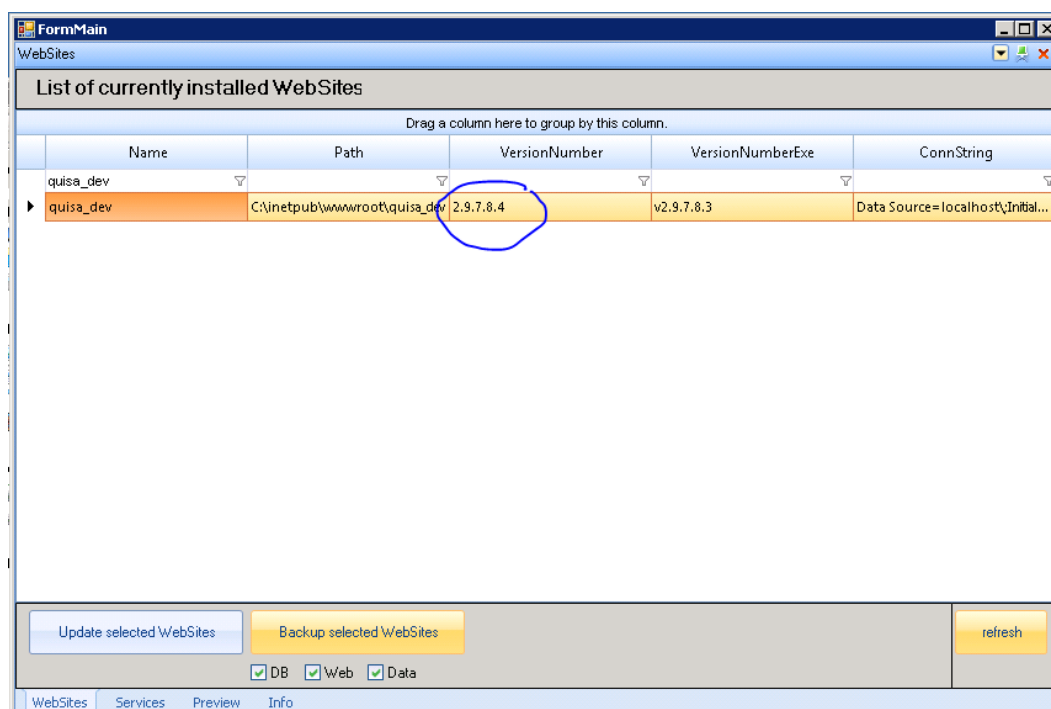 FormMain
WebSites
List of currently installed WebSites
Drag a column here to group by this column.
Name Path VersionNumber VersionNumberExe ConnString
quisa_dev
quisa_dev C:\inetpub\wwwroot\quisa_dev 2.9.7.8.4 v2.9.7.8.3 Data Source=localhost\;Initial...
Update selected WebSites Backup selected WebSites refresh
DB Web Data
WebSites Services Preview Info